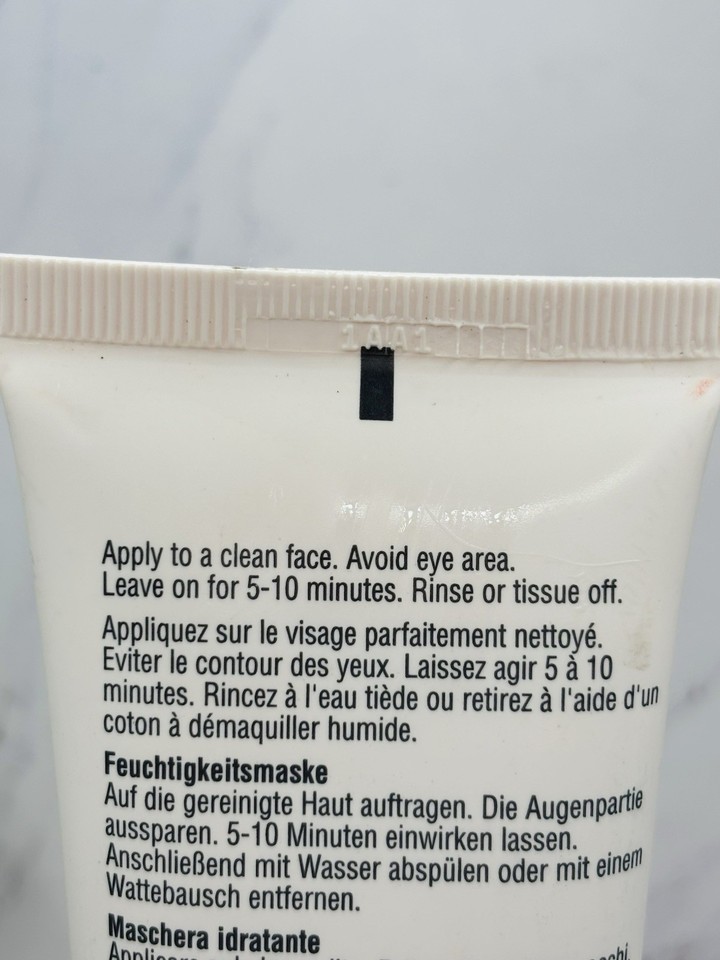 1AA1
Apply to a clean face. Avoid eye area.
Leave on for 5-10 minutes. Rinse or tissue off.
Appliquez sur le visage parfaitement nettoyé.
Eviter le contour des yeux. Laissez agir 5 à 10
minutes. Rincez à l'eau tiède ou retirez à l'aide d'un
coton à démaquiller humide.
Feuchtigkeitsmaske
Auf die gereinigte Haut auftragen. Die Augenpartie
aussparen. 5-10 Minuten einwirken lassen.
Anschließend mit Wasser abspülen oder mit einem
Wattebausch entfernen.
Maschera idratante